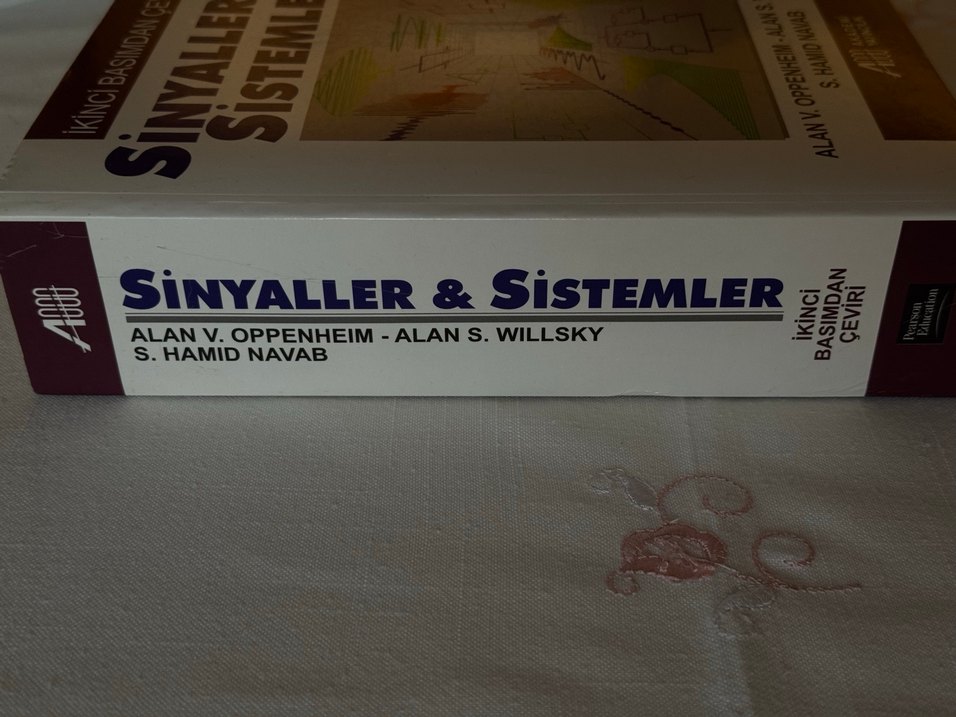 İKİNCİ BASIMDAN
SİNYALLER
SİSTEMLE
ALAN V. OPPENHEIM - ALAN S.
S. HAMID NAVAB
SİNYALLER & SİSTEMLER
ALAN V. OPPENHEIM - ALAN S. WILLSKY
S. HAMID NAVAB
İKİNCİ
BASIMDAN
ÇEVİRİ
Pearson
Education